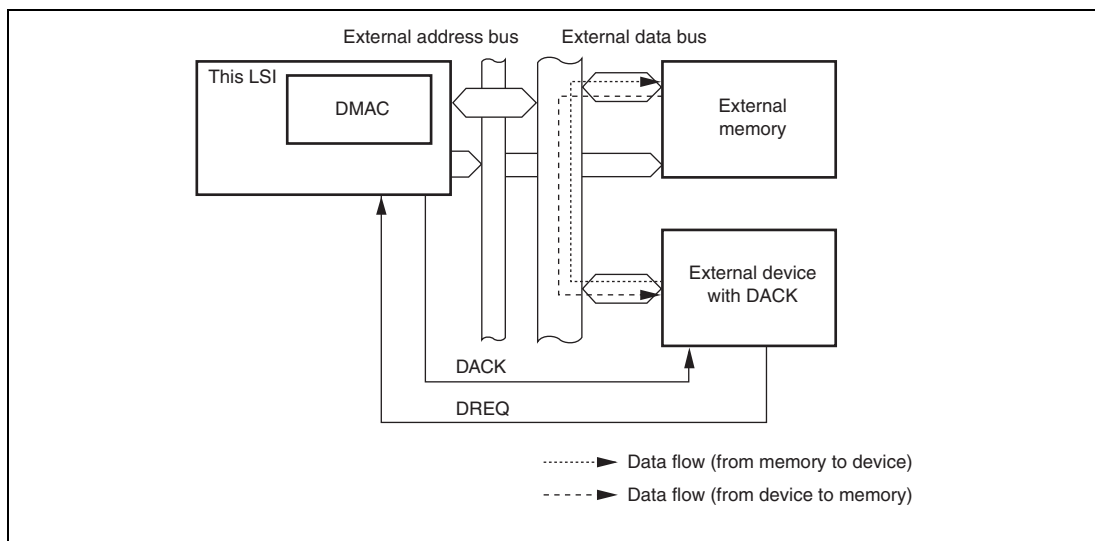 External address bus
External data bus
This LSI
DMAC
External
memory
External device
with DACK
DACK
DREQ
Data flow (from memory to device)
Data flow (from device to memory)